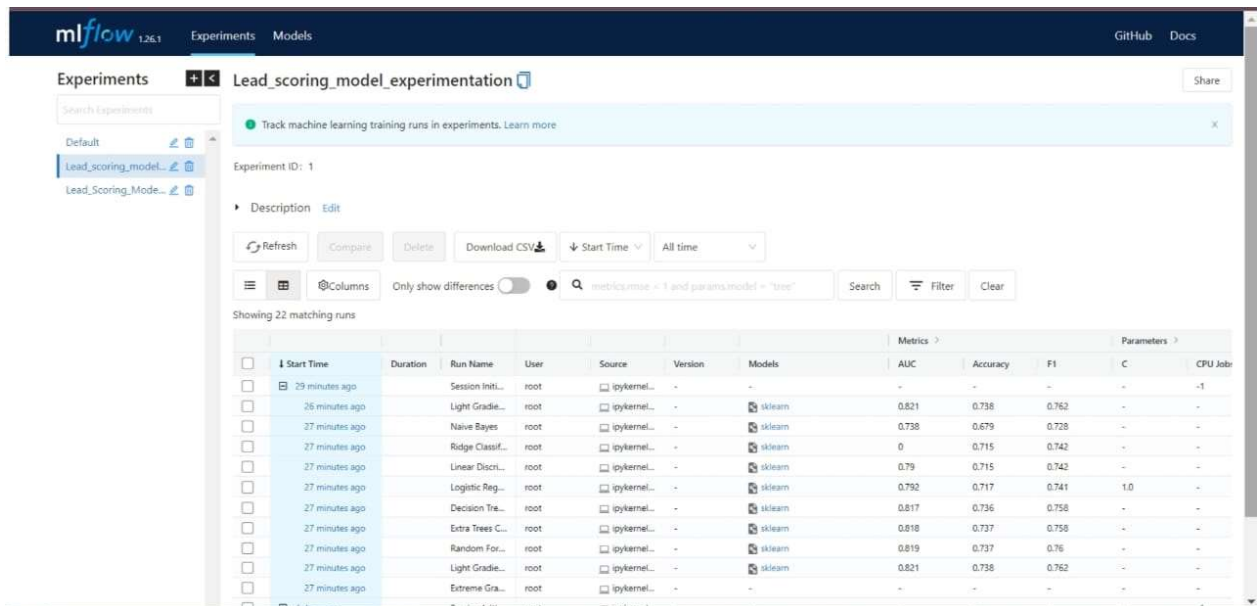 mlflow 1.26.1 Experiments Models GitHub Docs
Experiments + < Lead_scoring_model_experimentation Share
Search Experiments
Track machine learning training runs in experiments. Learn more x
Default
Lead_scoring_model... Experiment ID: 1
Lead_Scoring_Mode...
Description Edit
Refresh Compare Delete Download CSV Start Time All time
Columns Only show differences ? metrics.rmse < 1 and params.model = "tree" Search Filter Clear
Showing 22 matching runs
Metrics > Parameters >
↓ Start Time Duration Run Name User Source Version Models AUC Accuracy F1 C CPU Jobs
29 minutes ago Session Initi... root ipykernel... - - - - - - -1
26 minutes ago Light Gradie... root ipykernel... - sklearn 0.821 0.738 0.762 - -
27 minutes ago Naive Bayes root ipykernel... - sklearn 0.738 0.679 0.728 - -
27 minutes ago Ridge Classif... root ipykernel... - sklearn 0 0.715 0.742 - -
27 minutes ago Linear Discri... root ipykernel... - sklearn 0.79 0.715 0.742 - -
27 minutes ago Logistic Reg... root ipykernel... - sklearn 0.792 0.717 0.741 1.0 -
27 minutes ago Decision Tre... root ipykernel... - sklearn 0.817 0.736 0.758 - -
27 minutes ago Extra Trees C... root ipykernel... - sklearn 0.818 0.737 0.758 - -
27 minutes ago Random For... root ipykernel... - sklearn 0.819 0.737 0.76 - -
27 minutes ago Light Gradie... root ipykernel... - sklearn 0.821 0.738 0.762 - -
27 minutes ago Extreme Gra... root ipykernel... - - - - - - -